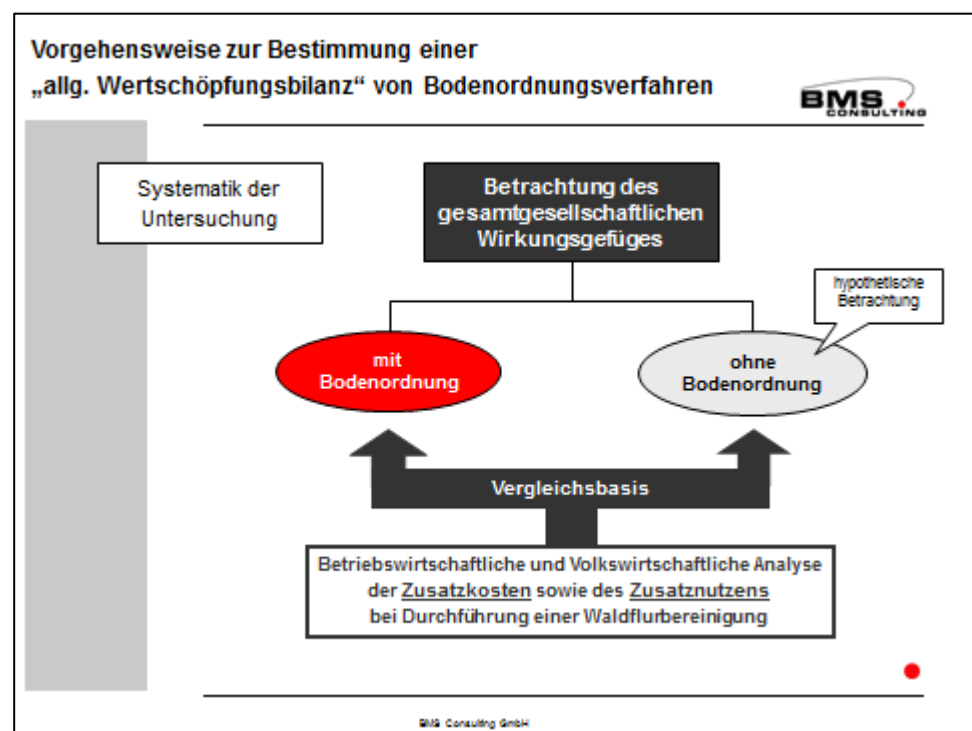 Vorgehensweise zur Bestimmung einer
„allg. Wertschöpfungsbilanz“ von Bodenordnungsverfahren
BMS
CONSULTING
Systematik der
Untersuchung
Betrachtung des
gesamtgesellschaftlichen
Wirkungsgefüges
hypothetische
Betrachtung
mit
Bodenordnung
ohne
Bodenordnung
Vergleichsbasis
Betriebswirtschaftliche und Volkswirtschaftliche Analyse
der Zusatzkosten sowie des Zusatznutzens
bei Durchführung einer Waldflurbereinigung
BMS Consulting GmbH